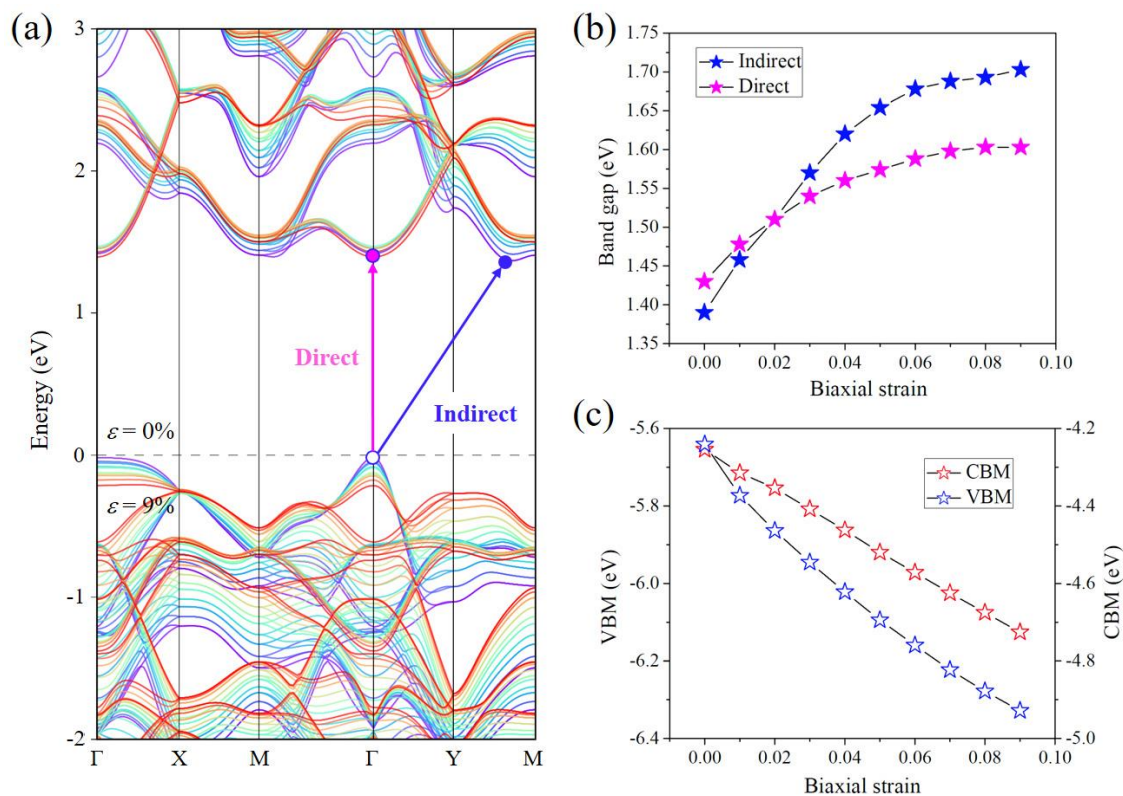 (a)
3
2
1
0
-1
-2
Energy (eV)
ε = 0%
ε = 9%
Direct
Indirect
Γ X M Γ Y M
(b)
1.75
1.70
1.65
1.60
1.55
1.50
1.45
1.40
1.35
Band gap (eV)
Indirect
Direct
0.00 0.02 0.04 0.06 0.08 0.10
Biaxial strain
(c)
-5.6
-5.8
-6.0
-6.2
-6.4
VBM (eV)
CBM
VBM
-4.2
-4.4
-4.6
-4.8
-5.0
CBM (eV)
0.00 0.02 0.04 0.06 0.08 0.10
Biaxial strain